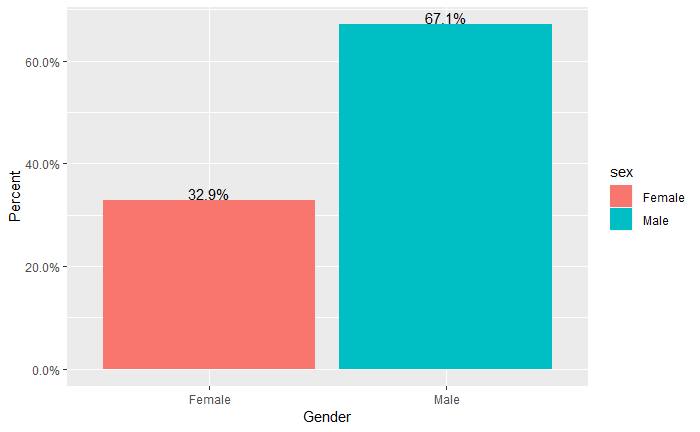 67.1%
60.0%
40.0%
32.9%
20.0%
0.0%
Percent
Female
Male
Gender
sex
Female
Male